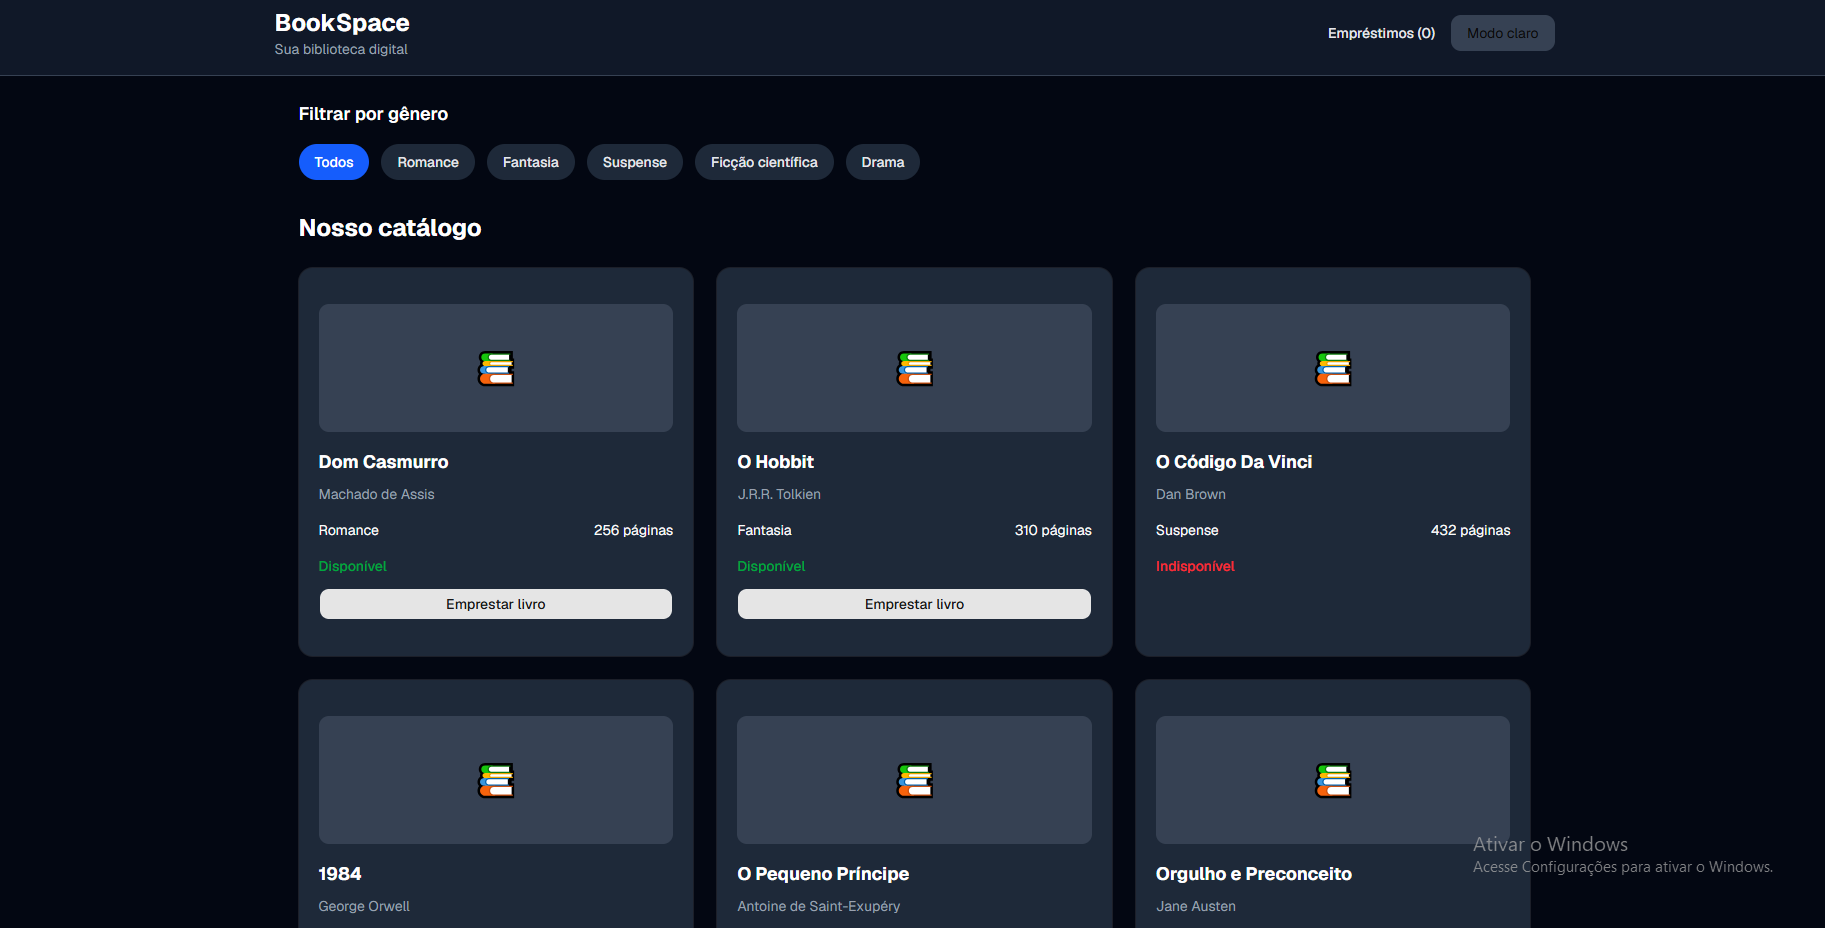 BookSpace
Sua biblioteca digital
Empréstimos (0)
Modo claro
Filtrar por gênero
Todos
Romance
Fantasia
Suspense
Ficção científica
Drama
Nosso catálogo
Dom Casmurro
Machado de Assis
Romance
256 páginas
Disponível
Emprestar livro
O Hobbit
J.R.R. Tolkien
Fantasia
310 páginas
Disponível
Emprestar livro
O Código Da Vinci
Dan Brown
Suspense
432 páginas
Indisponível
1984
George Orwell
O Pequeno Príncipe
Antoine de Saint-Exupéry
Orgulho e Preconceito
Jane Austen
Ativar o Windows
Acesse Configurações para ativar o Windows.